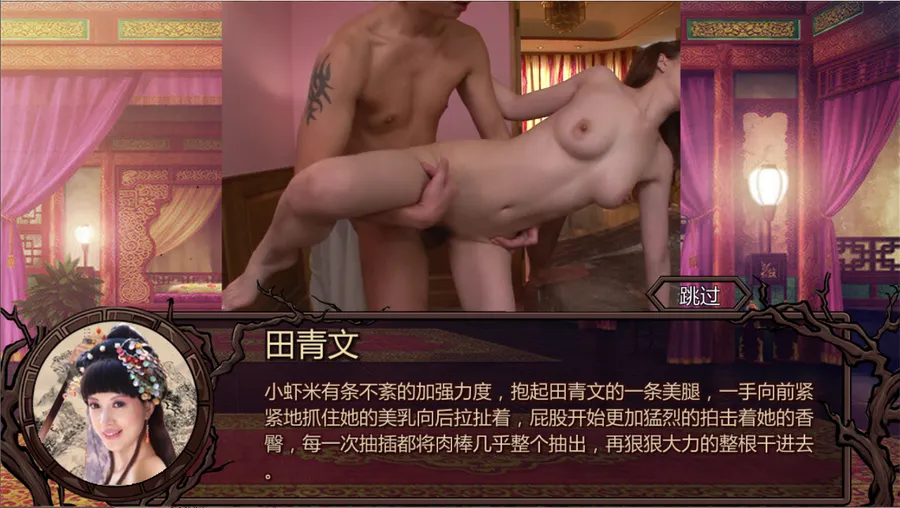 跳过
田青文
小虾米有条不紊的加强力度，抱起田青文的一条美腿，一手向前紧
紧地抓住她的美乳向后拉扯着，屁股开始更加猛烈的拍击着她的香
臀，每一次抽插都将肉棒几乎整个抽出，再狠狠大力的整根干进去
。